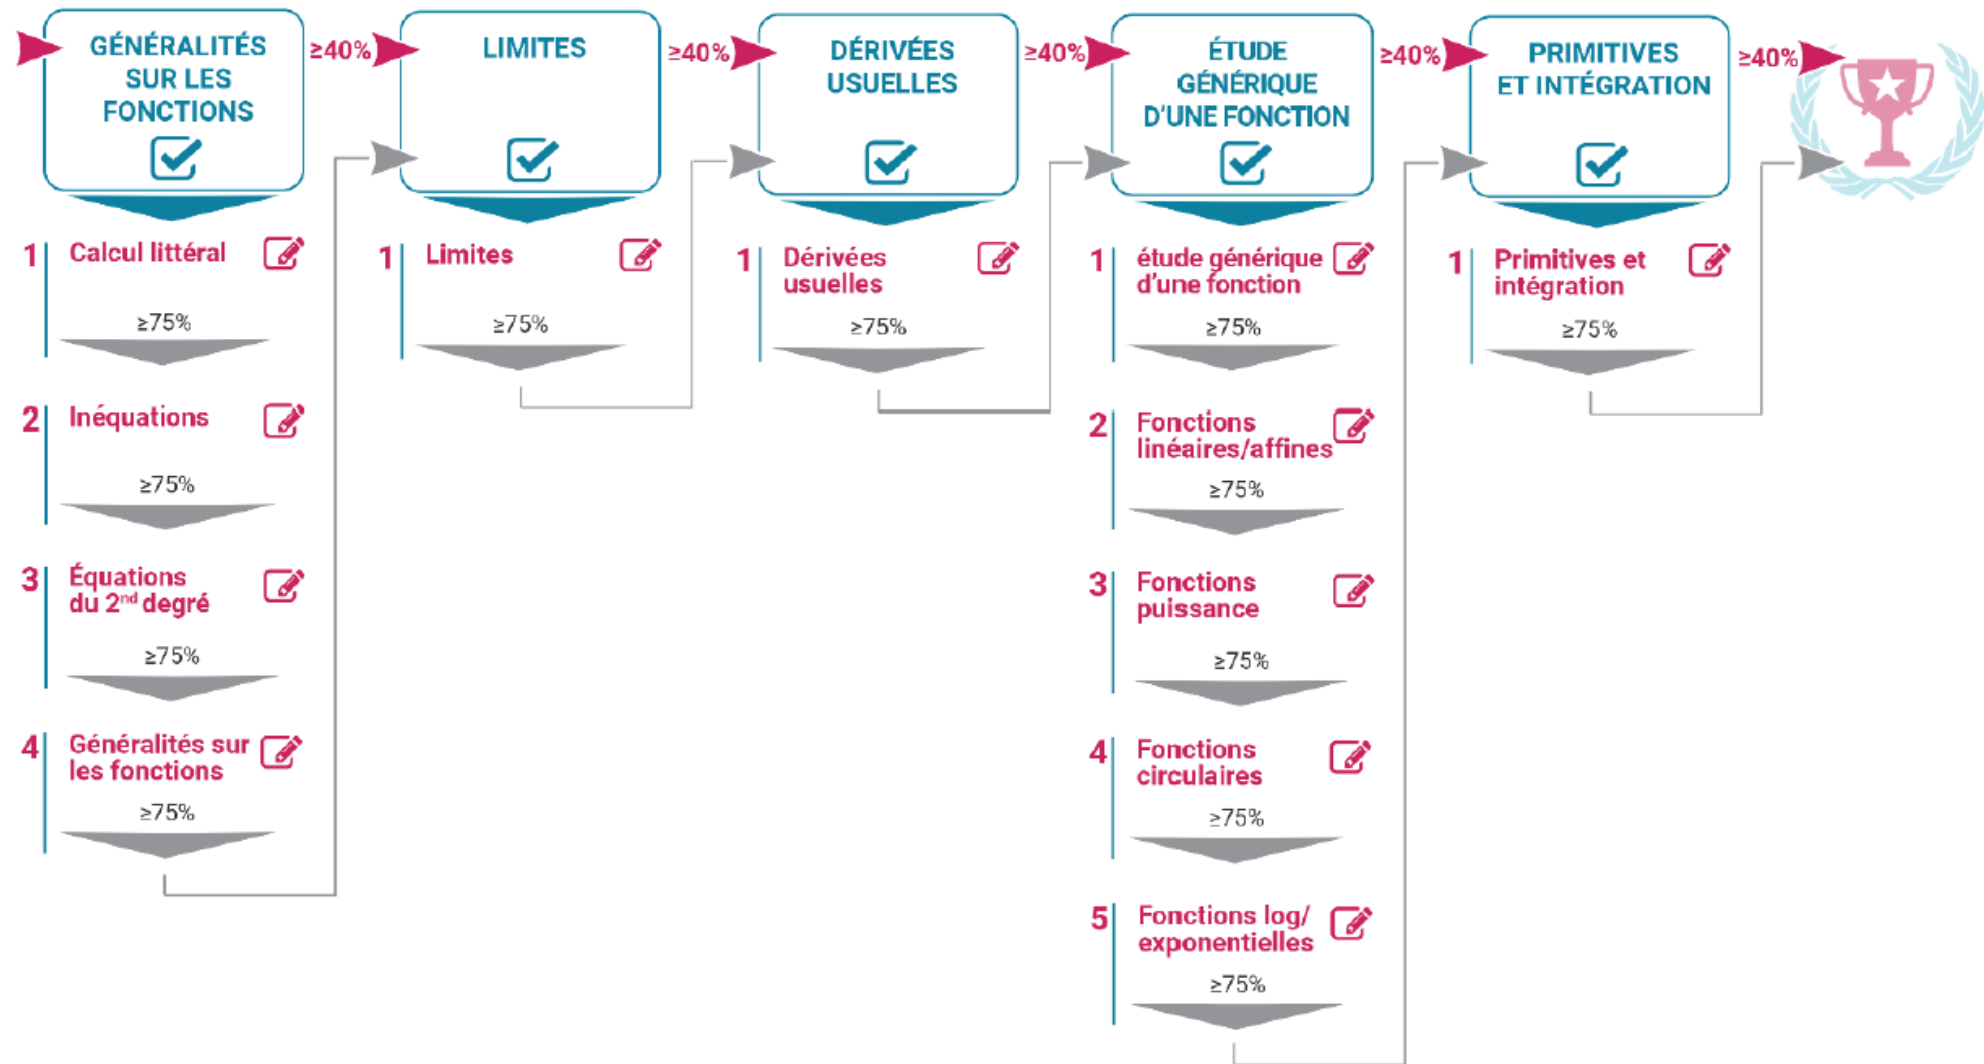 GÉNÉRALITÉS
SUR LES
FONCTIONS
≥40%
LIMITES
≥40%
DÉRIVÉES
USUELLES
≥40%
ÉTUDE
GÉNÉRIQUE
D'UNE FONCTION
≥40%
PRIMITIVES
ET INTÉGRATION
≥40%
1 Calcul littéral
≥75%
2 Inéquations
≥75%
3 Équations
du 2nd degré
≥75%
4 Généralités sur
les fonctions
≥75%
1 Limites
≥75%
1 Dérivées
usuelles
≥75%
1 étude générique
d'une fonction
≥75%
2 Fonctions
linéaires/affines
≥75%
3 Fonctions
puissance
≥75%
4 Fonctions
circulaires
≥75%
5 Fonctions log/
exponentielles
≥75%
1 Primitives et
intégration
≥75%